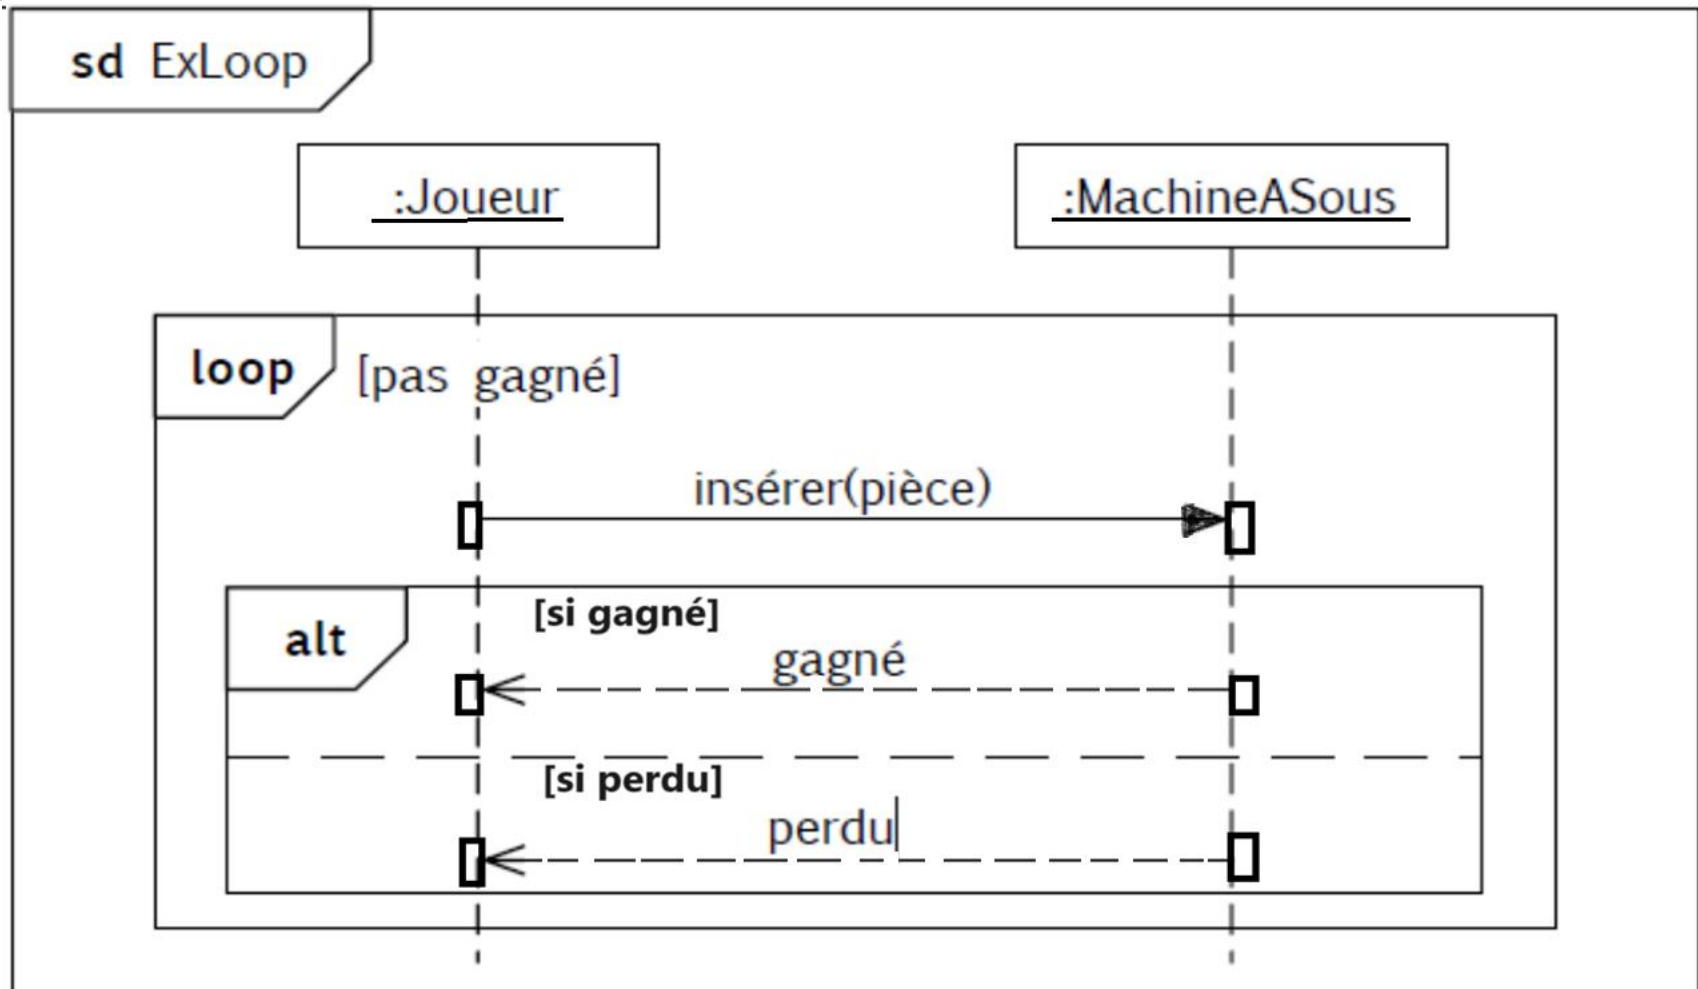 sd ExLoop
:Joueur
:MachineASous
loop [pas gagné]
insérer(pièce)
alt [si gagné]
gagné
[si perdu]
perdu